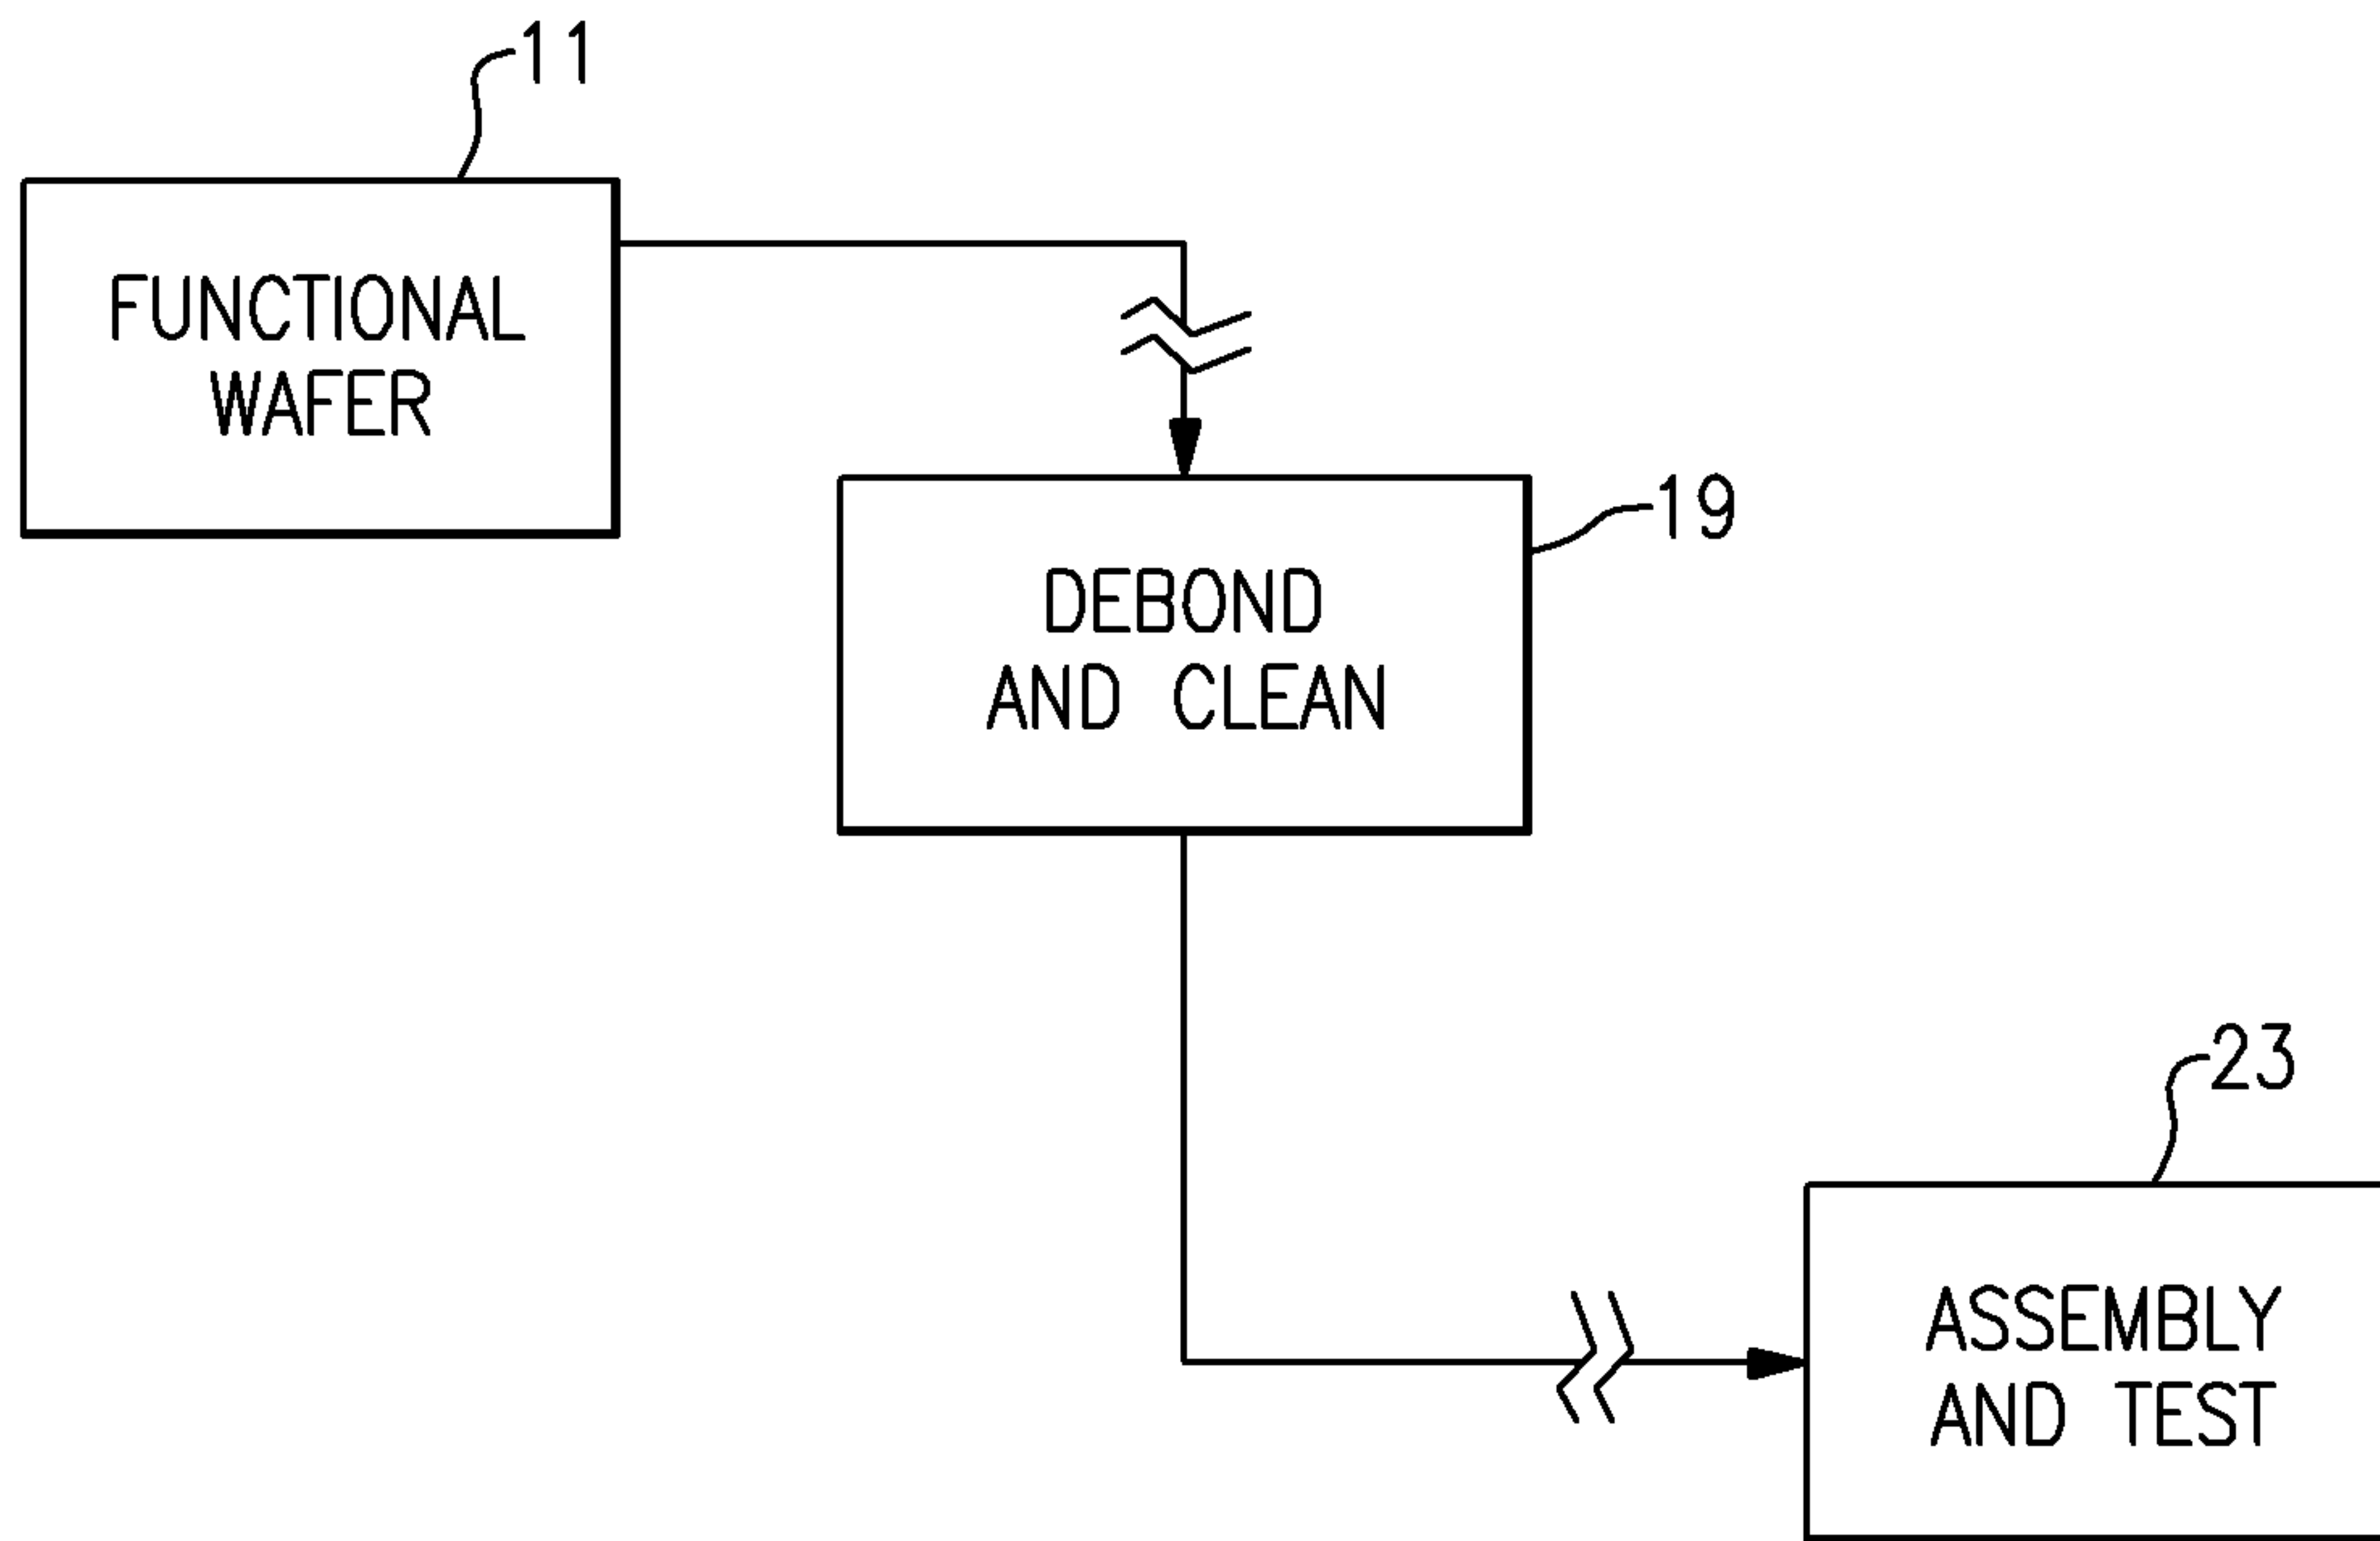 11
FUNCTIONAL
WAFER
19
DEBOND
AND CLEAN
23
ASSEMBLY
AND TEST